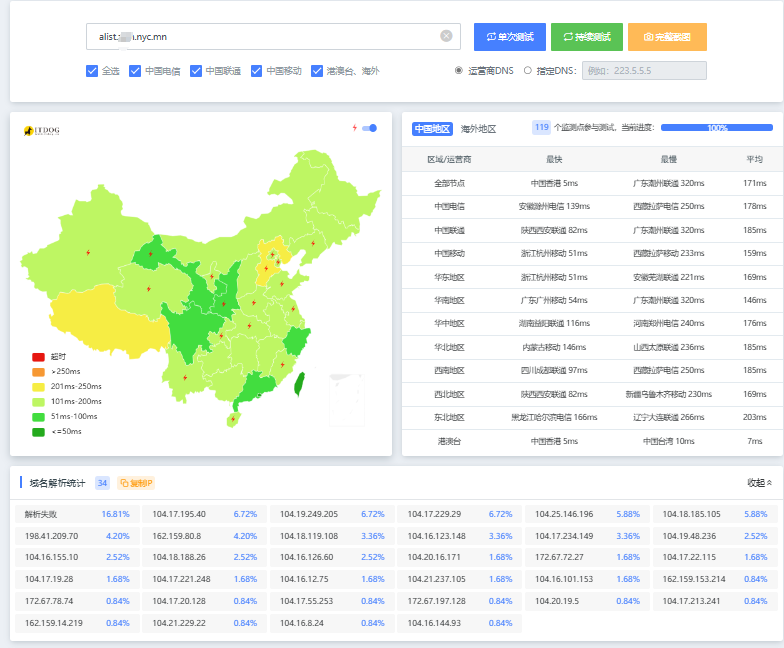 alist. .nyc.mn
单次测试 持续测试 完整截图
全选 中国电信 中国联通 中国移动 港澳台、海外 运营商DNS 指定DNS: 例如：223.5.5.5
ITDOG
超时
>250ms
201ms-250ms
101ms-200ms
51ms-100ms
<=50ms
中国地区 海外地区 119 个监测点参与测试，当前进度： 100%
区域/运营商 最快 最慢 平均
全部节点 中国香港 5ms 广东潮州联通 320ms 171ms
中国电信 安徽滁州电信 139ms 西藏拉萨电信 250ms 178ms
中国联通 陕西西安联通 82ms 广东潮州联通 320ms 185ms
中国移动 浙江杭州移动 51ms 西藏拉萨移动 233ms 159ms
华东地区 浙江杭州移动 51ms 安徽芜湖联通 221ms 169ms
华南地区 广东广州移动 54ms 广东潮州联通 320ms 146ms
华中地区 湖南益阳联通 116ms 河南郑州电信 240ms 176ms
华北地区 内蒙古移动 146ms 山西太原联通 236ms 185ms
西南地区 四川成都联通 97ms 西藏拉萨电信 250ms 185ms
西北地区 陕西西安联通 82ms 新疆乌鲁木齐移动 230ms 169ms
东北地区 黑龙江哈尔滨电信 166ms 辽宁大连联通 266ms 203ms
港澳台 中国香港 5ms 中国台湾 10ms 7ms
域名解析统计 34 复制IP 收起
解析失败 16.81% 104.17.195.40 6.72% 104.19.249.205 6.72% 104.17.229.29 6.72% 104.25.146.196 5.88% 104.18.185.105 5.88%
198.41.209.70 4.20% 162.159.80.8 4.20% 104.18.119.108 3.36% 104.16.123.148 3.36% 104.17.234.149 3.36% 104.19.48.236 2.52%
104.16.155.10 2.52% 104.18.188.26 2.52% 104.16.126.60 2.52% 104.20.16.171 1.68% 172.67.72.27 1.68% 104.17.22.115 1.68%
104.17.19.28 1.68% 104.17.221.248 1.68% 104.16.12.75 1.68% 104.21.237.105 1.68% 104.16.101.153 1.68% 162.159.153.214 0.84%
172.67.78.74 0.84% 104.17.20.128 0.84% 104.17.55.253 0.84% 172.67.197.128 0.84% 104.20.19.5 0.84% 104.17.213.241 0.84%
162.159.14.219 0.84% 104.21.229.22 0.84% 104.16.8.24 0.84% 104.16.144.93 0.84%